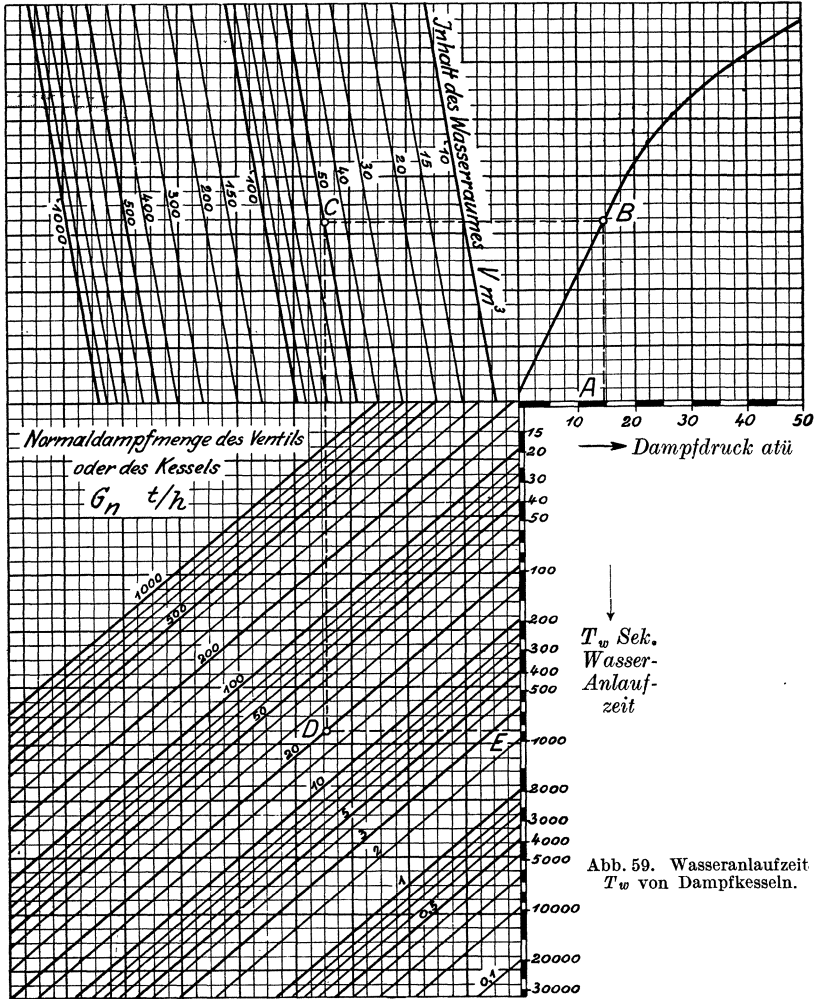 Inhalt des Wasserraumes V m³
1000
500
400
300
200
150
100
50
40
30
20
15
10
C
B
A
10 20 30 40 50
Dampfdruck atü
Normaldampfmenge des Ventils
oder des Kessels
Gn t/h
1000
500
200
100
50
20
10
5
3
2
1
0,5
0,1
D
E
15
20
30
40
50
100
200
300
400
500
1000
2000
3000
4000
5000
10000
20000
30000
Tw Sek.
Wasser-
Anlauf-
zeit
Abb. 59. Wasseranlaufzeit
Tw von Dampfkesseln.